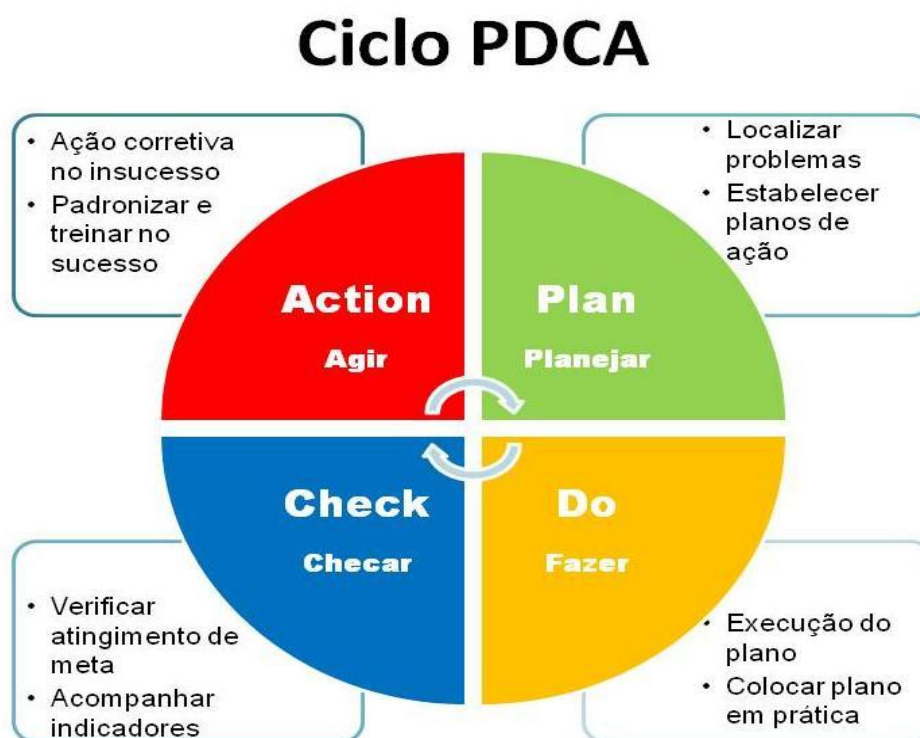 Ciclo PDCA
• Ação corretiva
no insucesso
• Padronizar e
treinar no
sucesso
• Localizar
problemas
• Estabelecer
planos de
ação
Action
Agir
Plan
Planejar
Check
Checar
Do
Fazer
• Verificar
atingimento de
meta
• Acompanhar
indicadores
• Execução do
plano
• Colocar plano
em prática